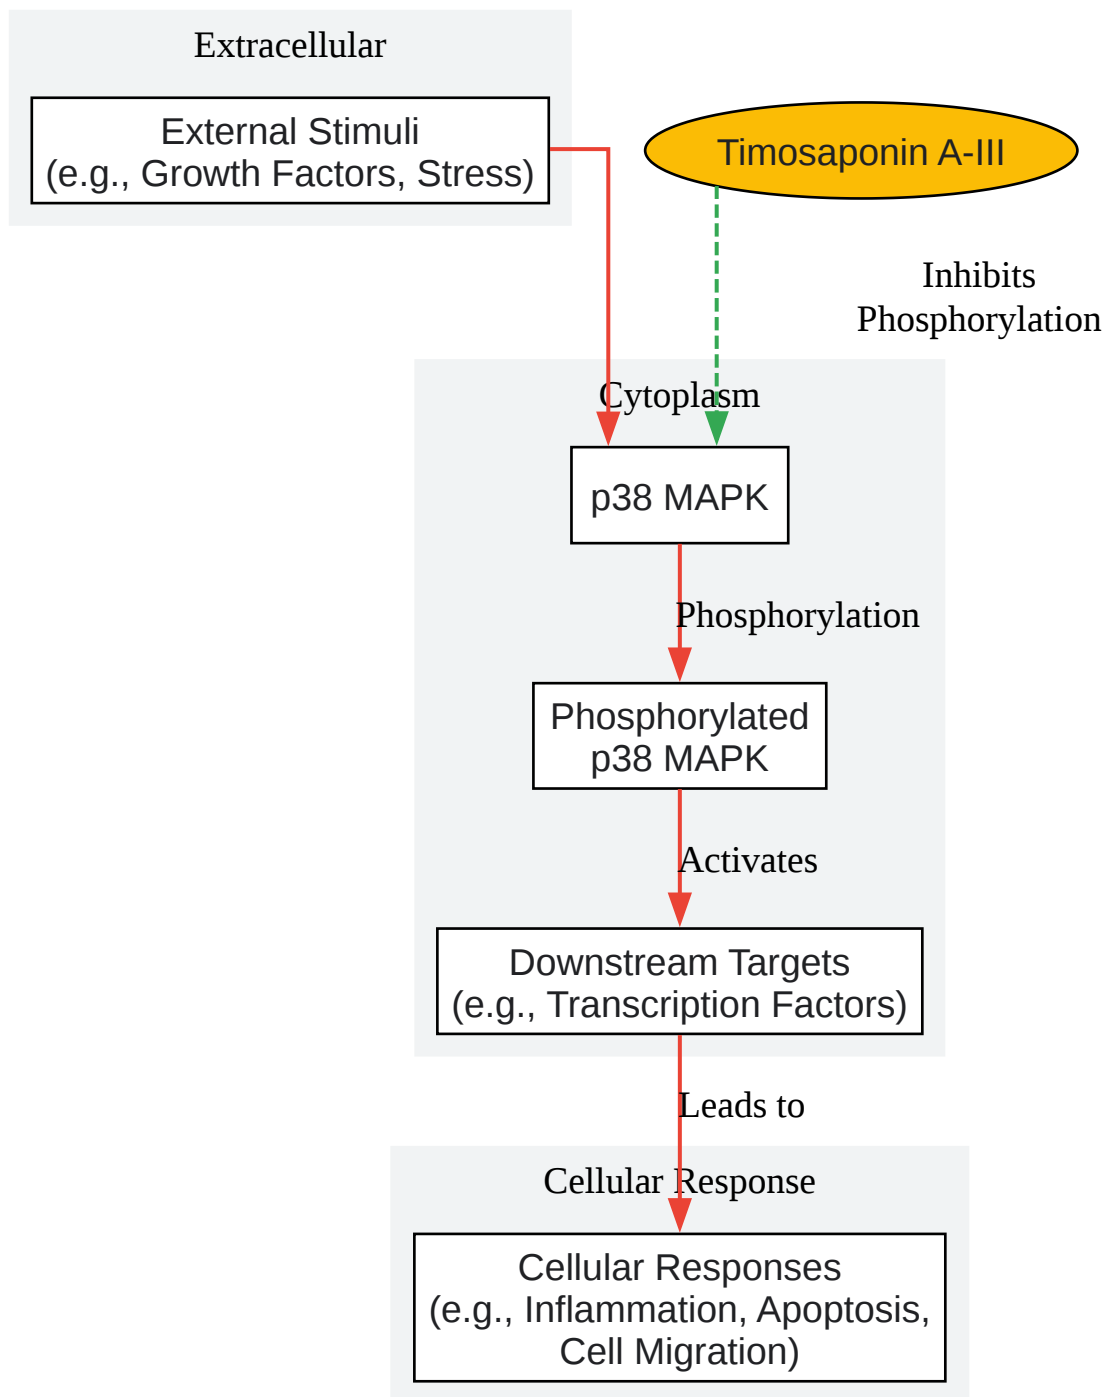 Extracellular
External Stimuli
(e.g., Growth Factors, Stress)
Timosaponin A-III
Inhibits
Phosphorylation
Cytoplasm
p38 MAPK
Phosphorylation
Phosphorylated
p38 MAPK
Activates
Downstream Targets
(e.g., Transcription Factors)
Leads to
Cellular Response
Cellular Responses
(e.g., Inflammation, Apoptosis,
Cell Migration)